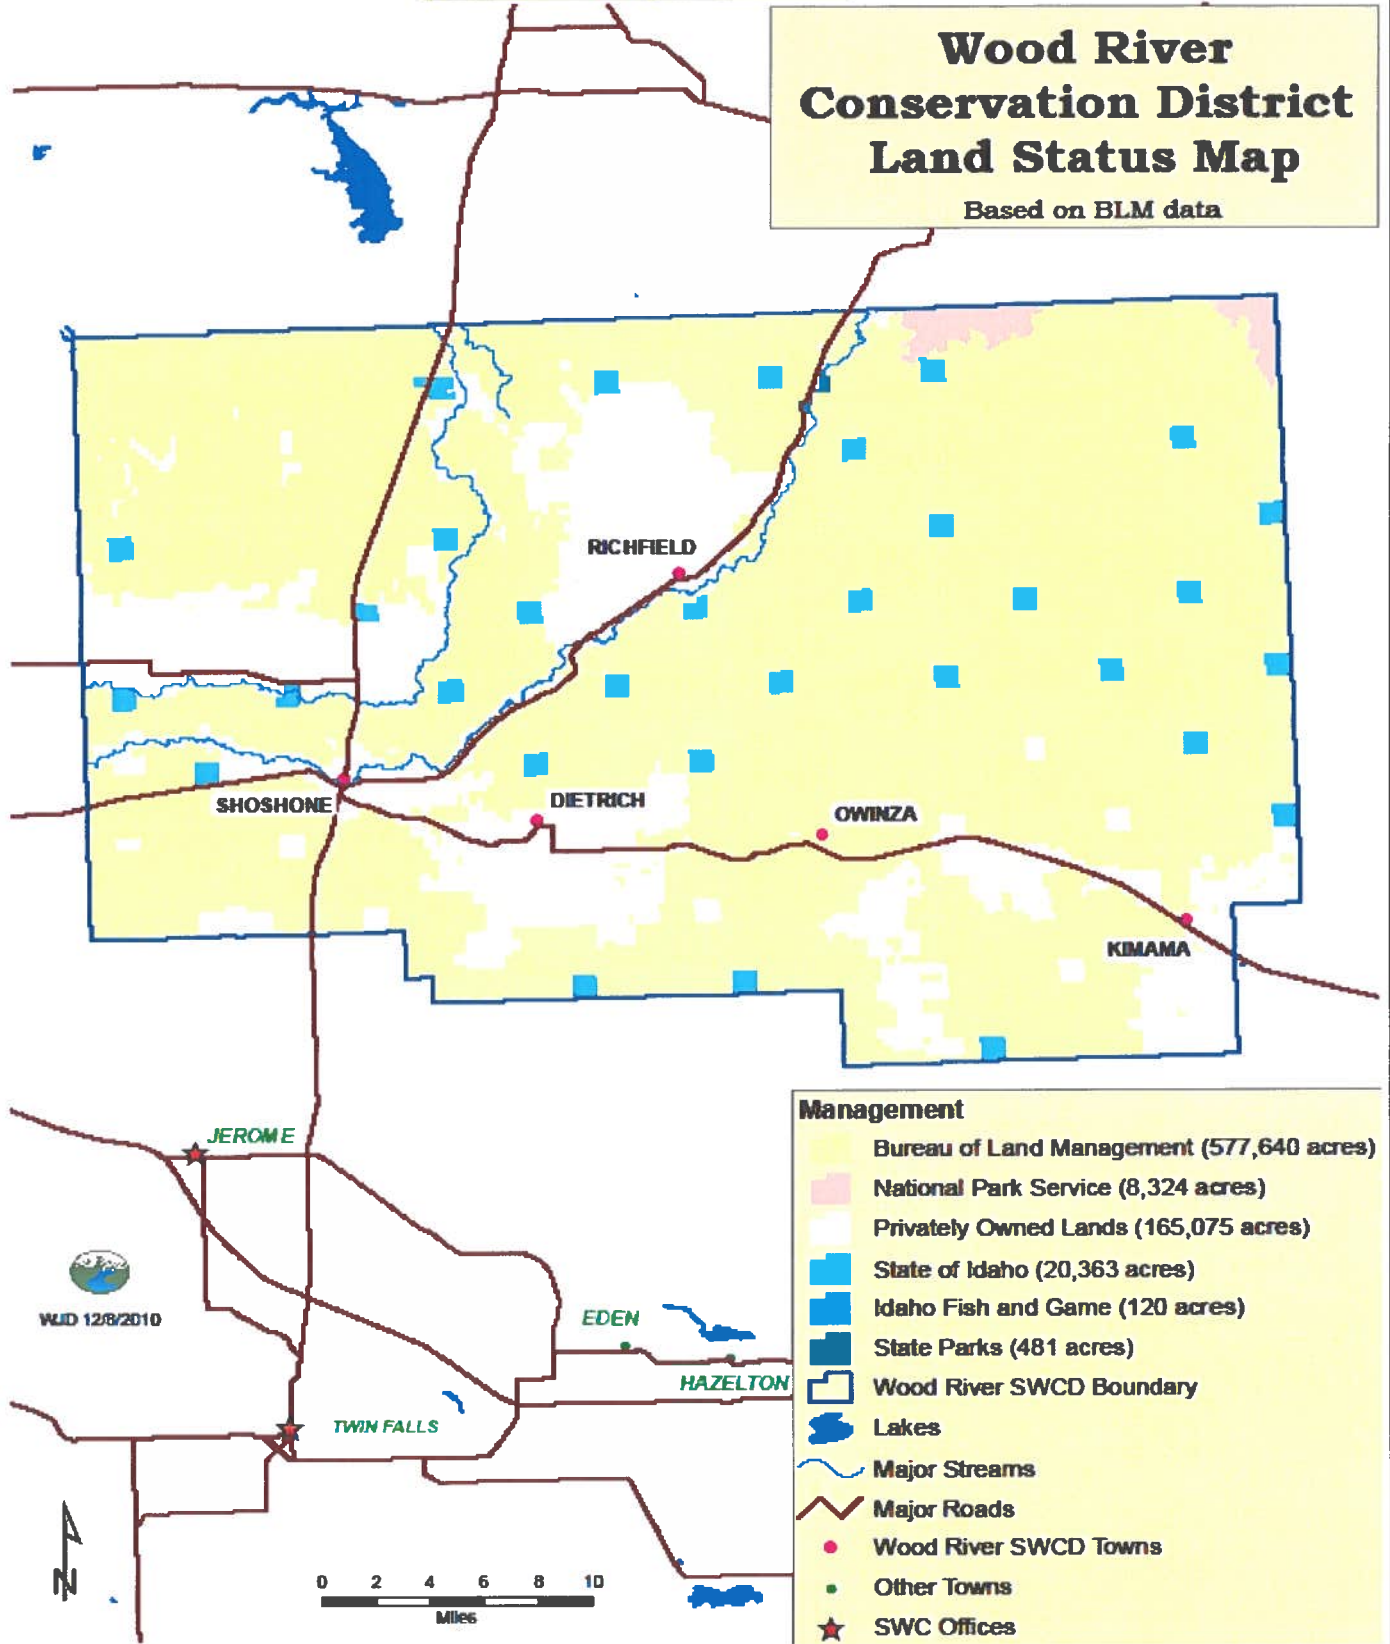 Wood River
Conservation District
Land Status Map
Based on BLM data
RICHFIELD
SHOSHONE
DIETRICH
OWINZA
KIMAMA
JEROME
WJD 12/8/2010
EDEN
HAZELTON
TWIN FALLS
N
0 2 4 6 8 10
Miles
Management
Bureau of Land Management (577,640 acres)
National Park Service (8,324 acres)
Privately Owned Lands (165,075 acres)
State of Idaho (20,363 acres)
Idaho Fish and Game (120 acres)
State Parks (481 acres)
Wood River SWCD Boundary
Lakes
Major Streams
Major Roads
Wood River SWCD Towns
Other Towns
SWC Offices